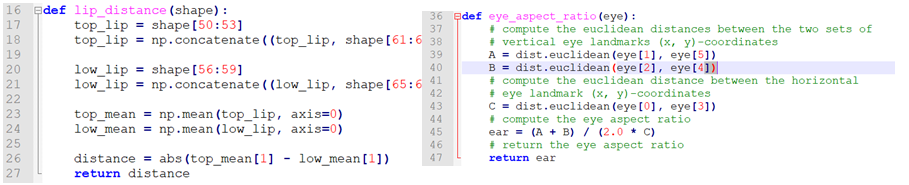 16 def lip_distance(shape):
17     top_lip = shape[50:53]
18     top_lip = np.concatenate((top_lip, shape[61:6
19
20     low_lip = shape[56:59]
21     low_lip = np.concatenate((low_lip, shape[65:6
22
23     top_mean = np.mean(top_lip, axis=0)
24     low_mean = np.mean(low_lip, axis=0)
25
26     distance = abs(top_mean[1] - low_mean[1])
27     return distance
36 def eye_aspect_ratio(eye):
37     # compute the euclidean distances between the two sets of
38     # vertical eye landmarks (x, y)-coordinates
39     A = dist.euclidean(eye[1], eye[5])
40     B = dist.euclidean(eye[2], eye[4])
41     # compute the euclidean distance between the horizontal
42     # eye landmark (x, y)-coordinates
43     C = dist.euclidean(eye[0], eye[3])
44     # compute the eye aspect ratio
45     ear = (A + B) / (2.0 * C)
46     # return the eye aspect ratio
47     return ear